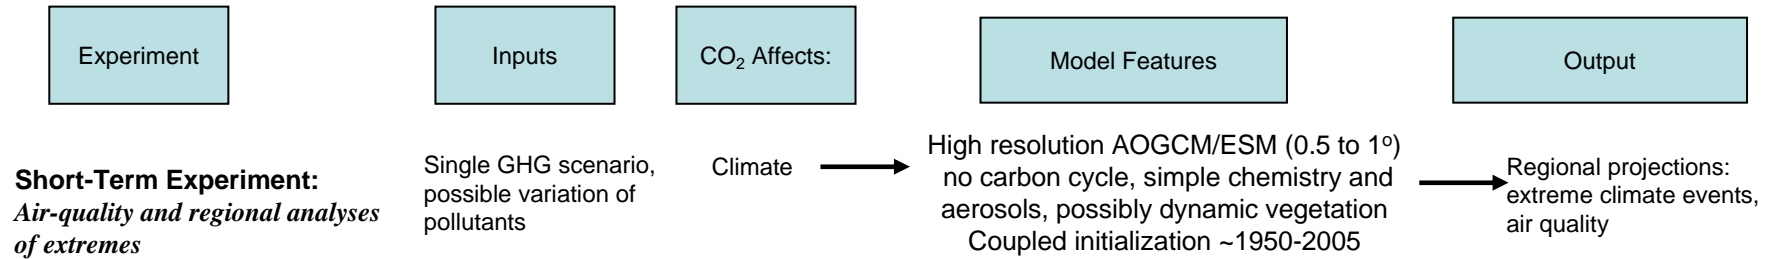 Experiment
Inputs
CO₂ Affects:
Model Features
Output
Short-Term Experiment:
Air-quality and regional analyses
of extremes
Single GHG scenario,
possible variation of
pollutants
Climate
High resolution AOGCM/ESM (0.5 to 1º)
no carbon cycle, simple chemistry and
aerosols, possibly dynamic vegetation
Coupled initialization ~1950-2005
Regional projections:
extreme climate events,
air quality